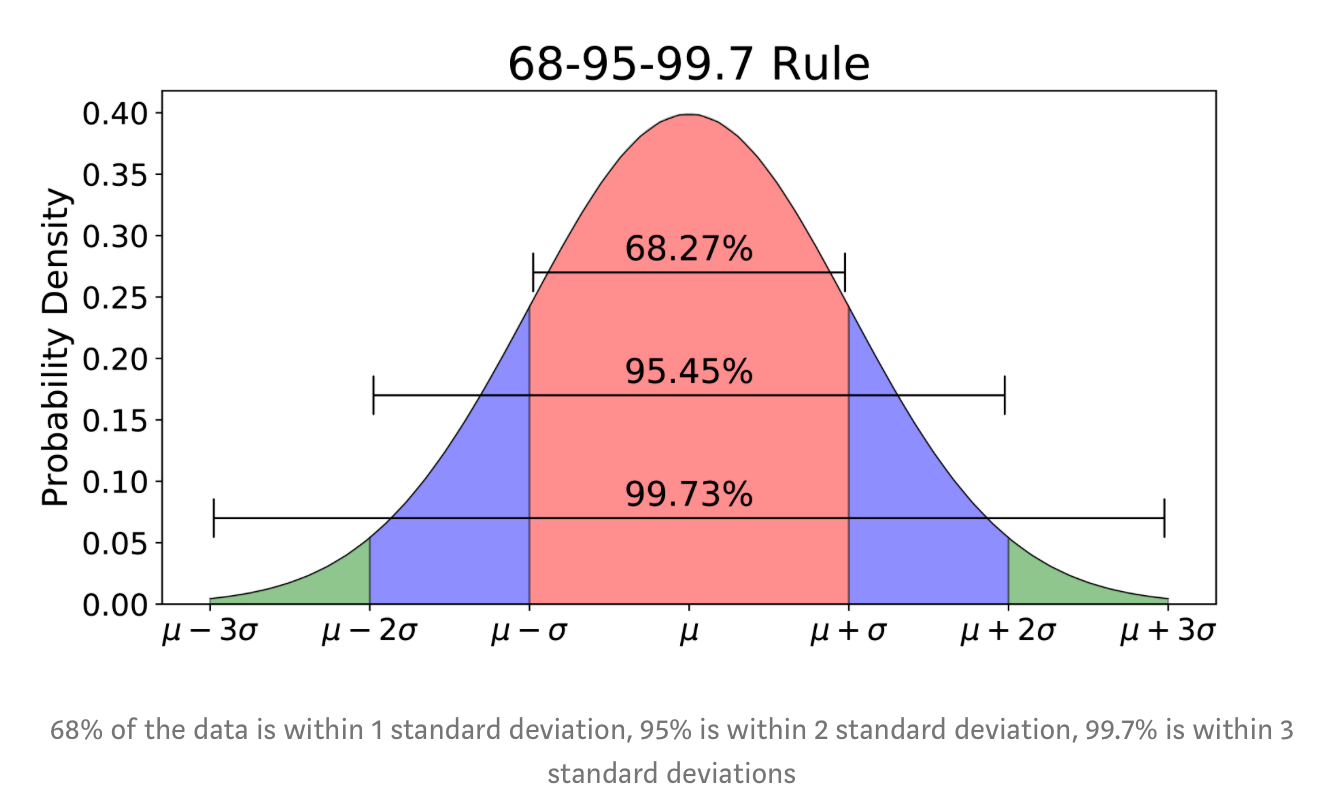 68-95-99.7 Rule
0.40
0.35
0.30
0.25
0.20
0.15
0.10
0.05
0.00
Probability Density
68.27%
95.45%
99.73%
μ − 3σ μ − 2σ μ − σ μ μ + σ μ + 2σ μ + 3σ
68% of the data is within 1 standard deviation, 95% is within 2 standard deviation, 99.7% is within 3
standard deviations